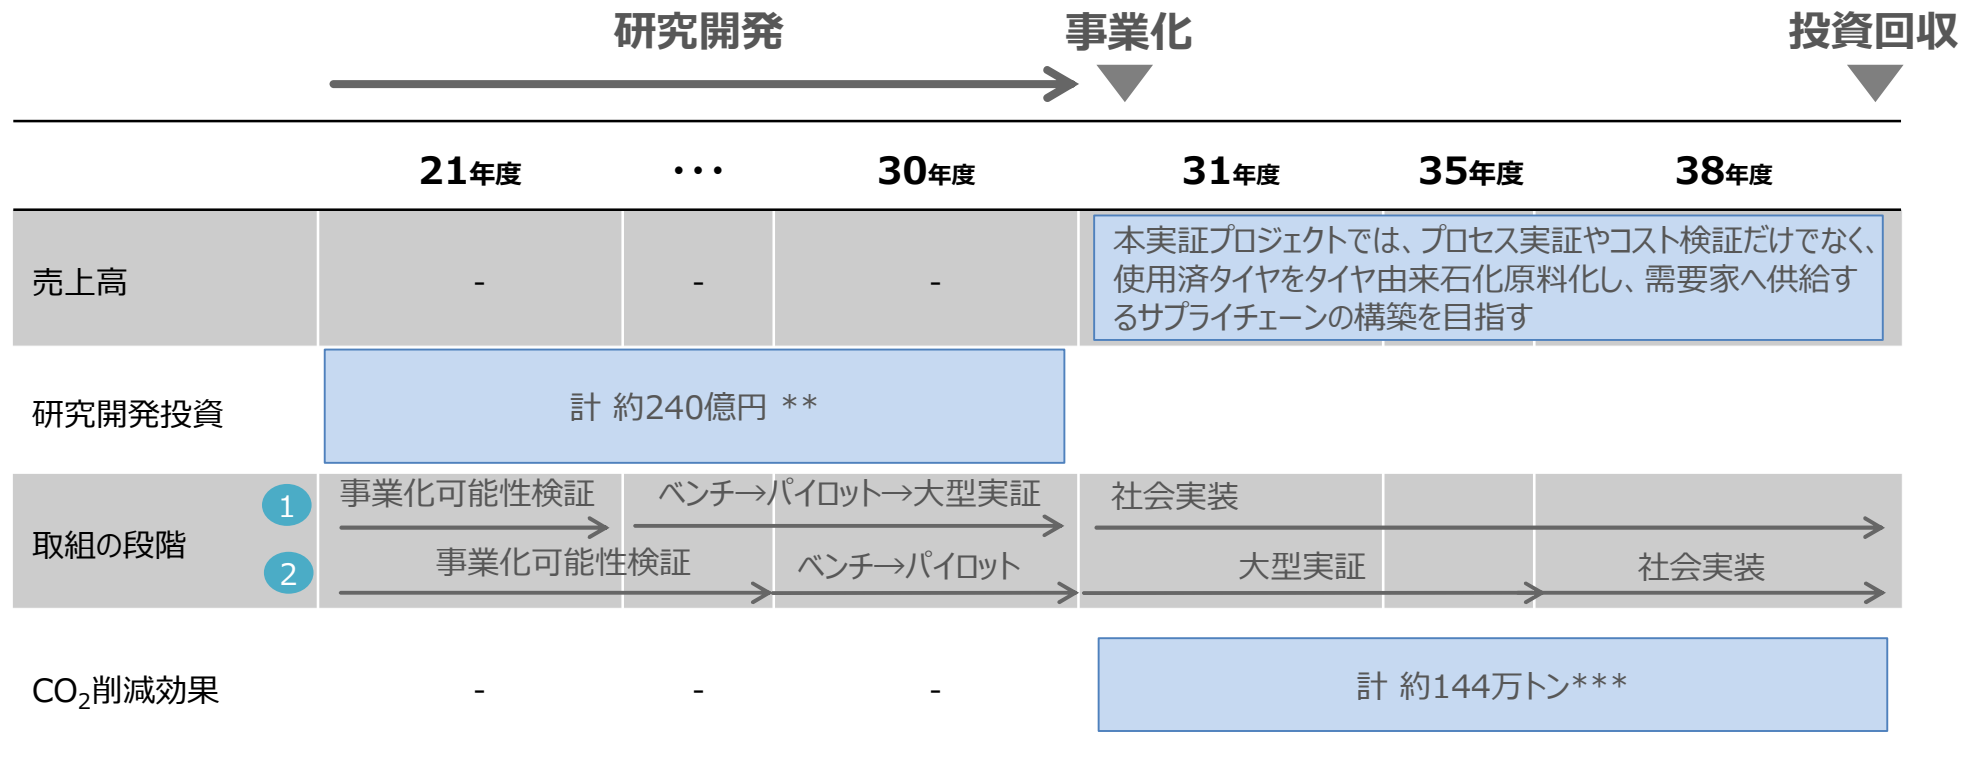 研究開発
事業化
投資回収
21年度
・・・
30年度
31年度
35年度
38年度
売上高
-
-
-
本実証プロジェクトでは、プロセス実証やコスト検証だけでなく、
使用済タイヤをタイヤ由来石化原料化し、需要家へ供給す
るサプライチェーンの構築を目指す
研究開発投資
計 約240億円 **
取組の段階
1
事業化可能性検証
ベンチ→パイロット→大型実証
社会実装
2
事業化可能性検証
ベンチ→パイロット
大型実証
社会実装
CO2削減効果
-
-
-
計 約144万トン***